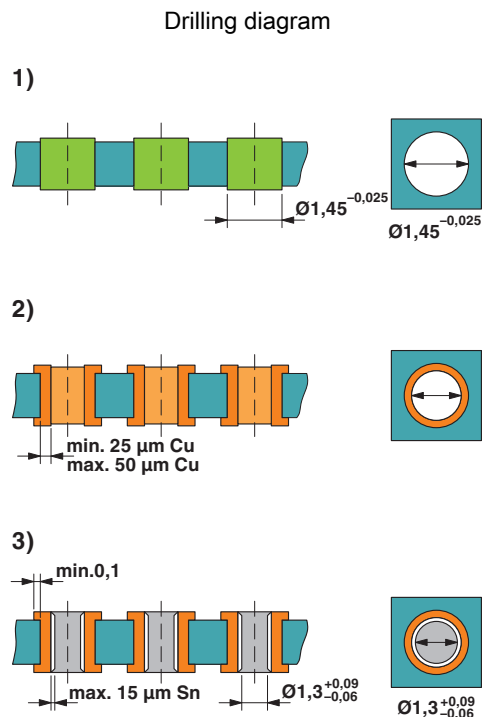 Drilling diagram
1)
Ø1,45 −0,025
Ø1,45 −0,025
2)
min. 25 µm Cu
max. 50 µm Cu
3)
min.0,1
max. 15 µm Sn
Ø1,3 +0,09 −0,06
Ø1,3 +0,09 −0,06